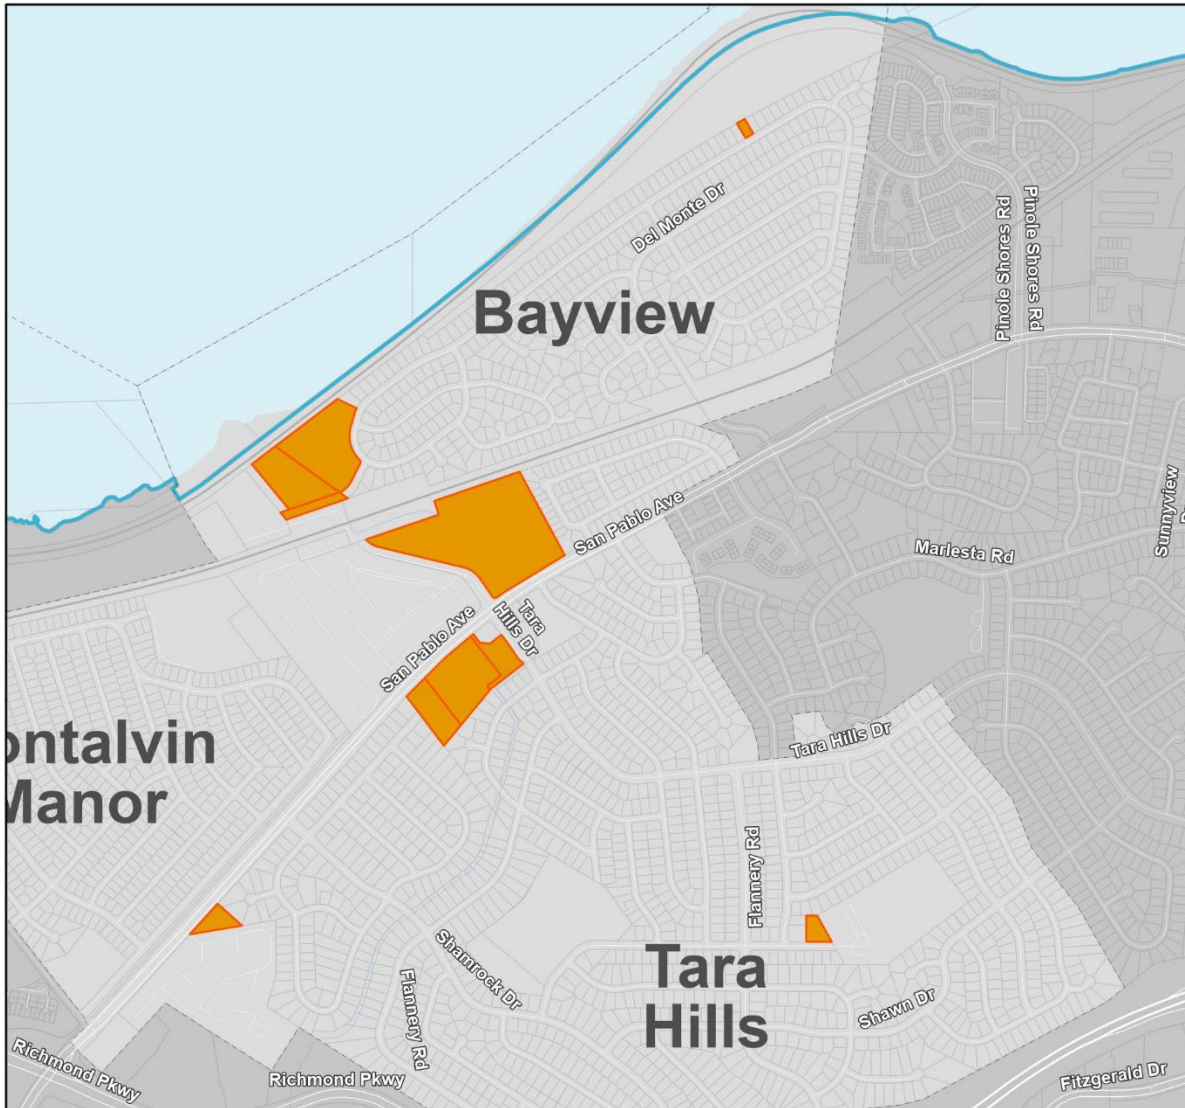 Del Monte Dr
Bayview
Pinole Shores Rd
Pinole Shores Rd
San Pablo Ave
Marlesta Rd
Sunnyview
Tara
Hills Dr
San Pablo Ave
ontalvin
Manor
Tara Hills Dr
Flannery Rd
Shamrock Dr
Flannery Rd
Tara
Hills
Shawn Dr
Richmond Pkwy
Richmond Pkwy
Fitzgerald Dr